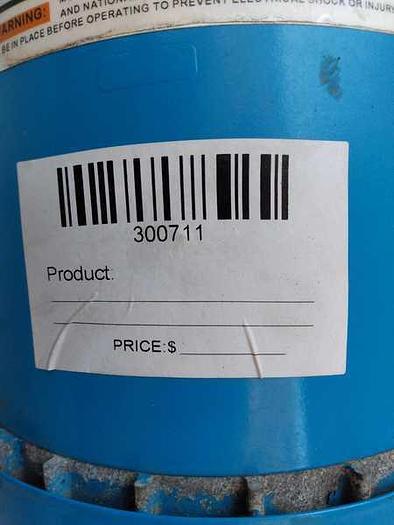 WARNING:
AND NATIONAL
BE IN PLACE BEFORE OPERATING TO PREVENT ELECTRICAL SHOCK OR INJURY
300711
Product:
PRICE:$